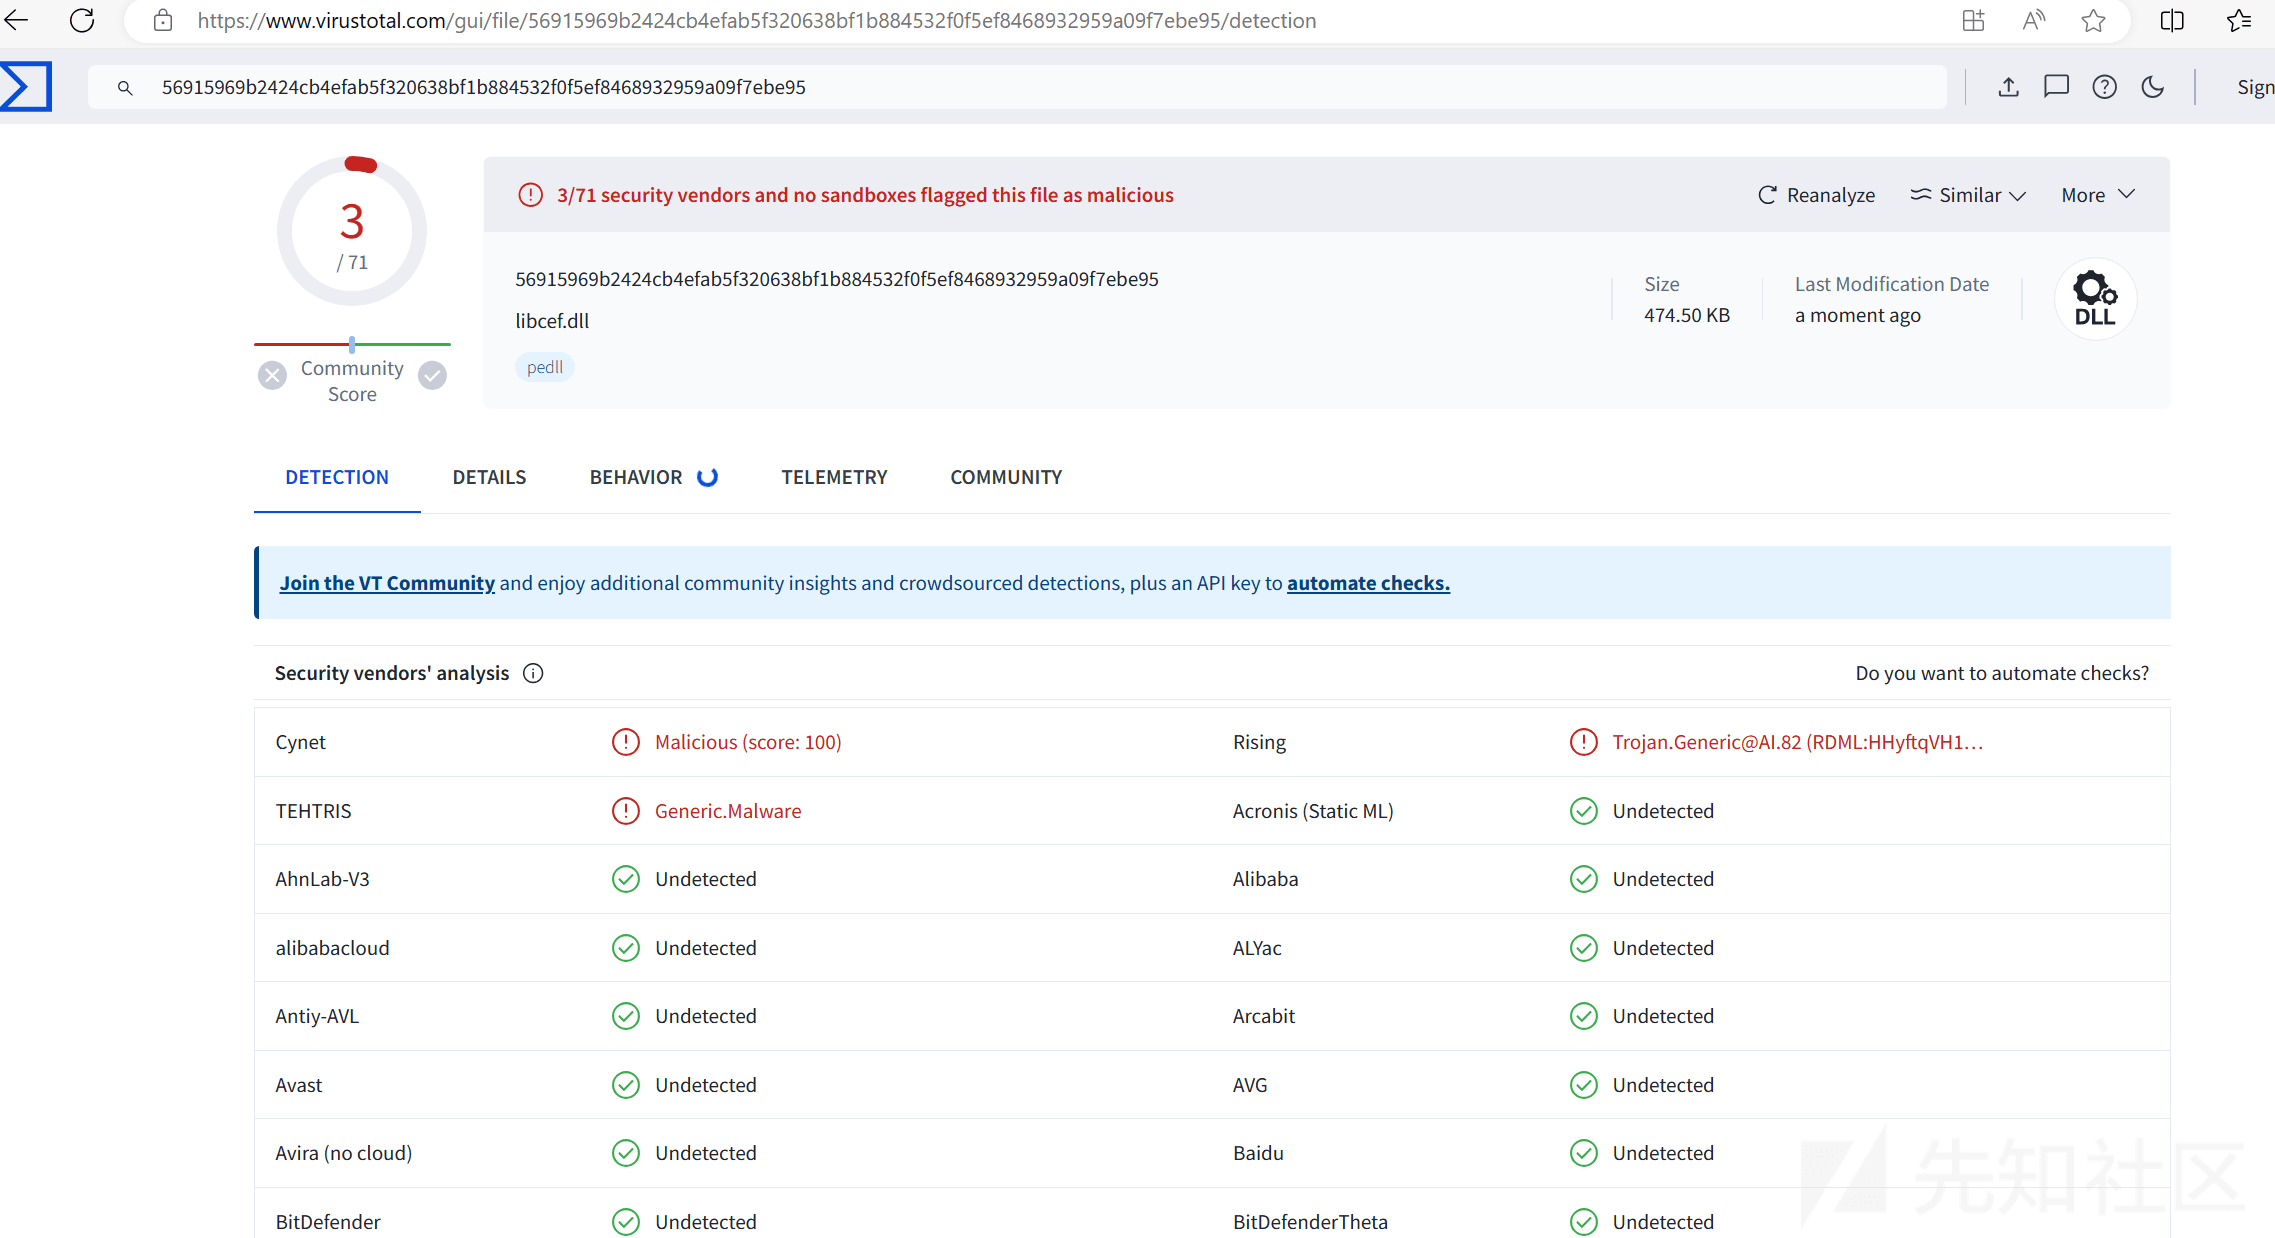 https://www.virustotal.com/gui/file/56915969b2424cb4efab5f320638bf1b884532f0f5ef8468932959a09f7ebe95/detection
56915969b2424cb4efab5f320638bf1b884532f0f5ef8468932959a09f7ebe95
Sign
3
/ 71
Community
Score
3/71 security vendors and no sandboxes flagged this file as malicious
Reanalyze
Similar
More
56915969b2424cb4efab5f320638bf1b884532f0f5ef8468932959a09f7ebe95
libcef.dll
pedll
Size
474.50 KB
Last Modification Date
a moment ago
DLL
DETECTION
DETAILS
BEHAVIOR
TELEMETRY
COMMUNITY
Join the VT Community and enjoy additional community insights and crowdsourced detections, plus an API key to automate checks.
Security vendors' analysis
Do you want to automate checks?
Cynet
Malicious (score: 100)
Rising
Trojan.Generic@AI.82 (RDML:HHyftqVH1...
TEHTRIS
Generic.Malware
Acronis (Static ML)
Undetected
AhnLab-V3
Undetected
Alibaba
Undetected
alibabacloud
Undetected
ALYac
Undetected
Antiy-AVL
Undetected
Arcabit
Undetected
Avast
Undetected
AVG
Undetected
Avira (no cloud)
Undetected
Baidu
Undetected
BitDefender
Undetected
BitDefenderTheta
Undetected
先知社区